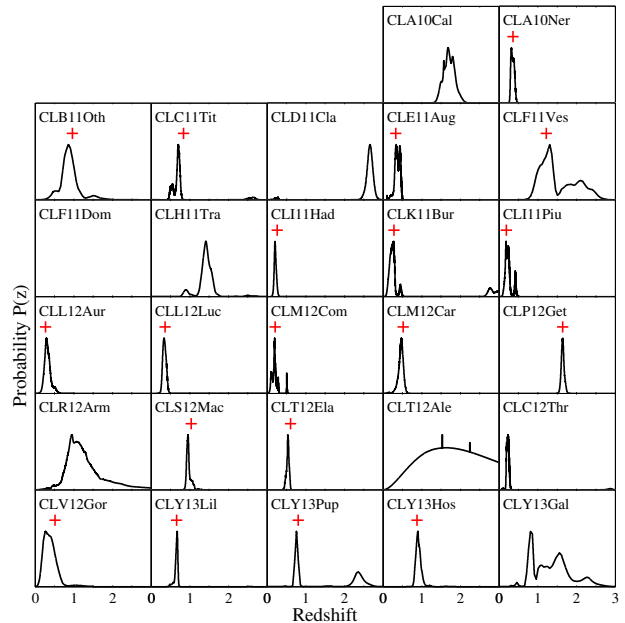 CLA10Cal CLA10Ner
CLB11Oth CLC11Tit CLD11Cla CLE11Aug CLF11Ves
CLF11Dom CLH11Tra CLI11Had CLK11Bur CLI11Piu
CLL12Aur CLL12Luc CLM12Com CLM12Car CLP12Get
CLR12Arm CLS12Mac CLT12Ela CLT12Ale CLC12Thr
CLV12Gor CLY13Lil CLY13Pup CLY13Hos CLY13Gal
Probability P(z)
0 1 2 0 1 2 0 1 2 0 1 2 0 1 2 3
Redshift